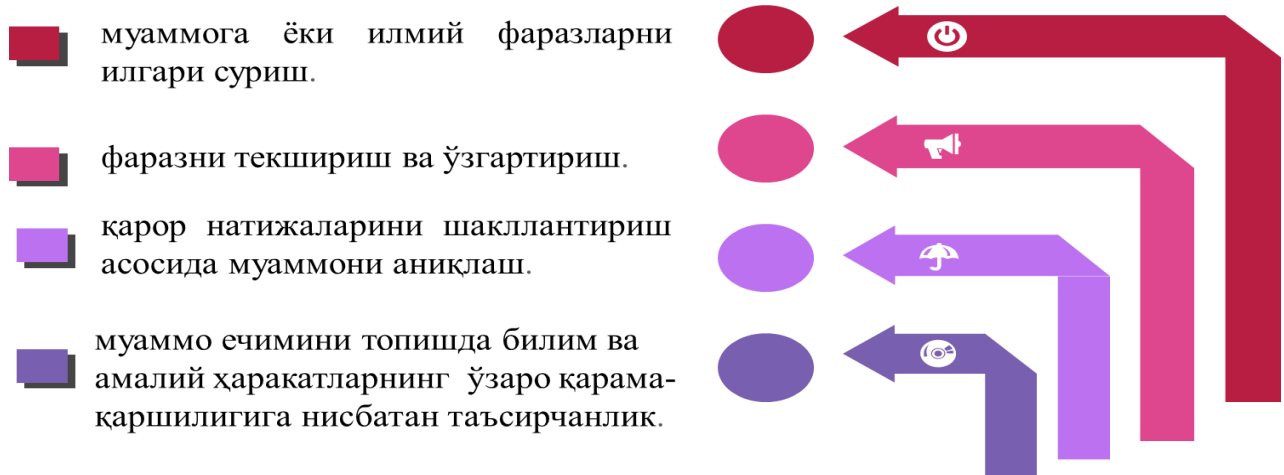 муаммога ёки илмий фаразларни
илгари суриш.
фаразни текшириш ва ўзгартириш.
қарор натижаларини шакллантириш
асосида муаммони аниқлаш.
муаммо ечимини топишда билим ва
амалий ҳаракатларнинг ўзаро қарама-
қаршилигига нисбатан таъсирчанлик.